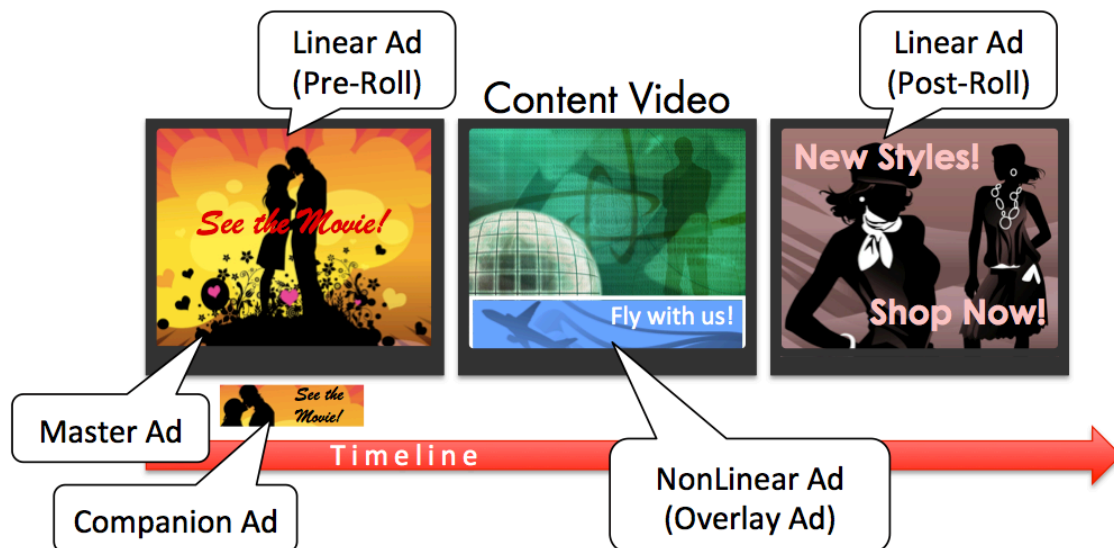 Linear Ad
(Pre-Roll)
Content Video
Linear Ad
(Post-Roll)
See the Movie!
Fly with us!
New Styles!
Shop Now!
See the
Movie!
Master Ad
Timeline
Companion Ad
NonLinear Ad
(Overlay Ad)